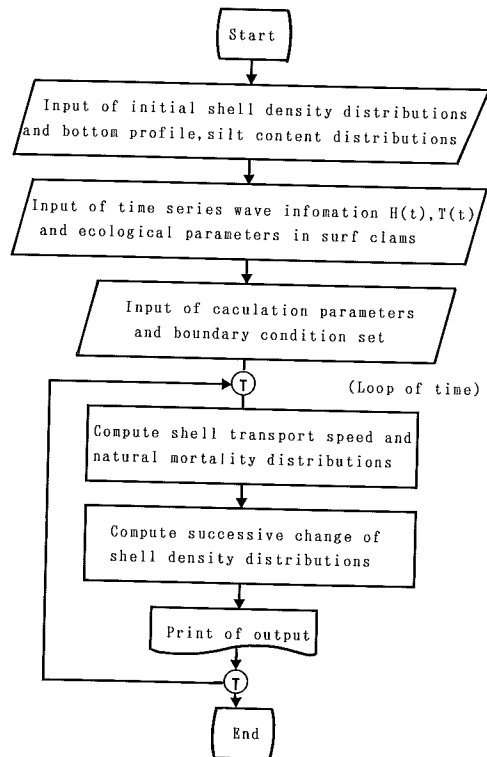 Start
Input of initial shell density distributions
and bottom profile,silt content distributions
Input of time series wave infomation H(t),T(t)
and ecological parameters in surf clams
Input of caculation parameters
and boundary condition set
T
(Loop of time)
Compute shell transport speed and
natural mortality distributions
Compute successive change of
shell density distributions
Print of output
T
End